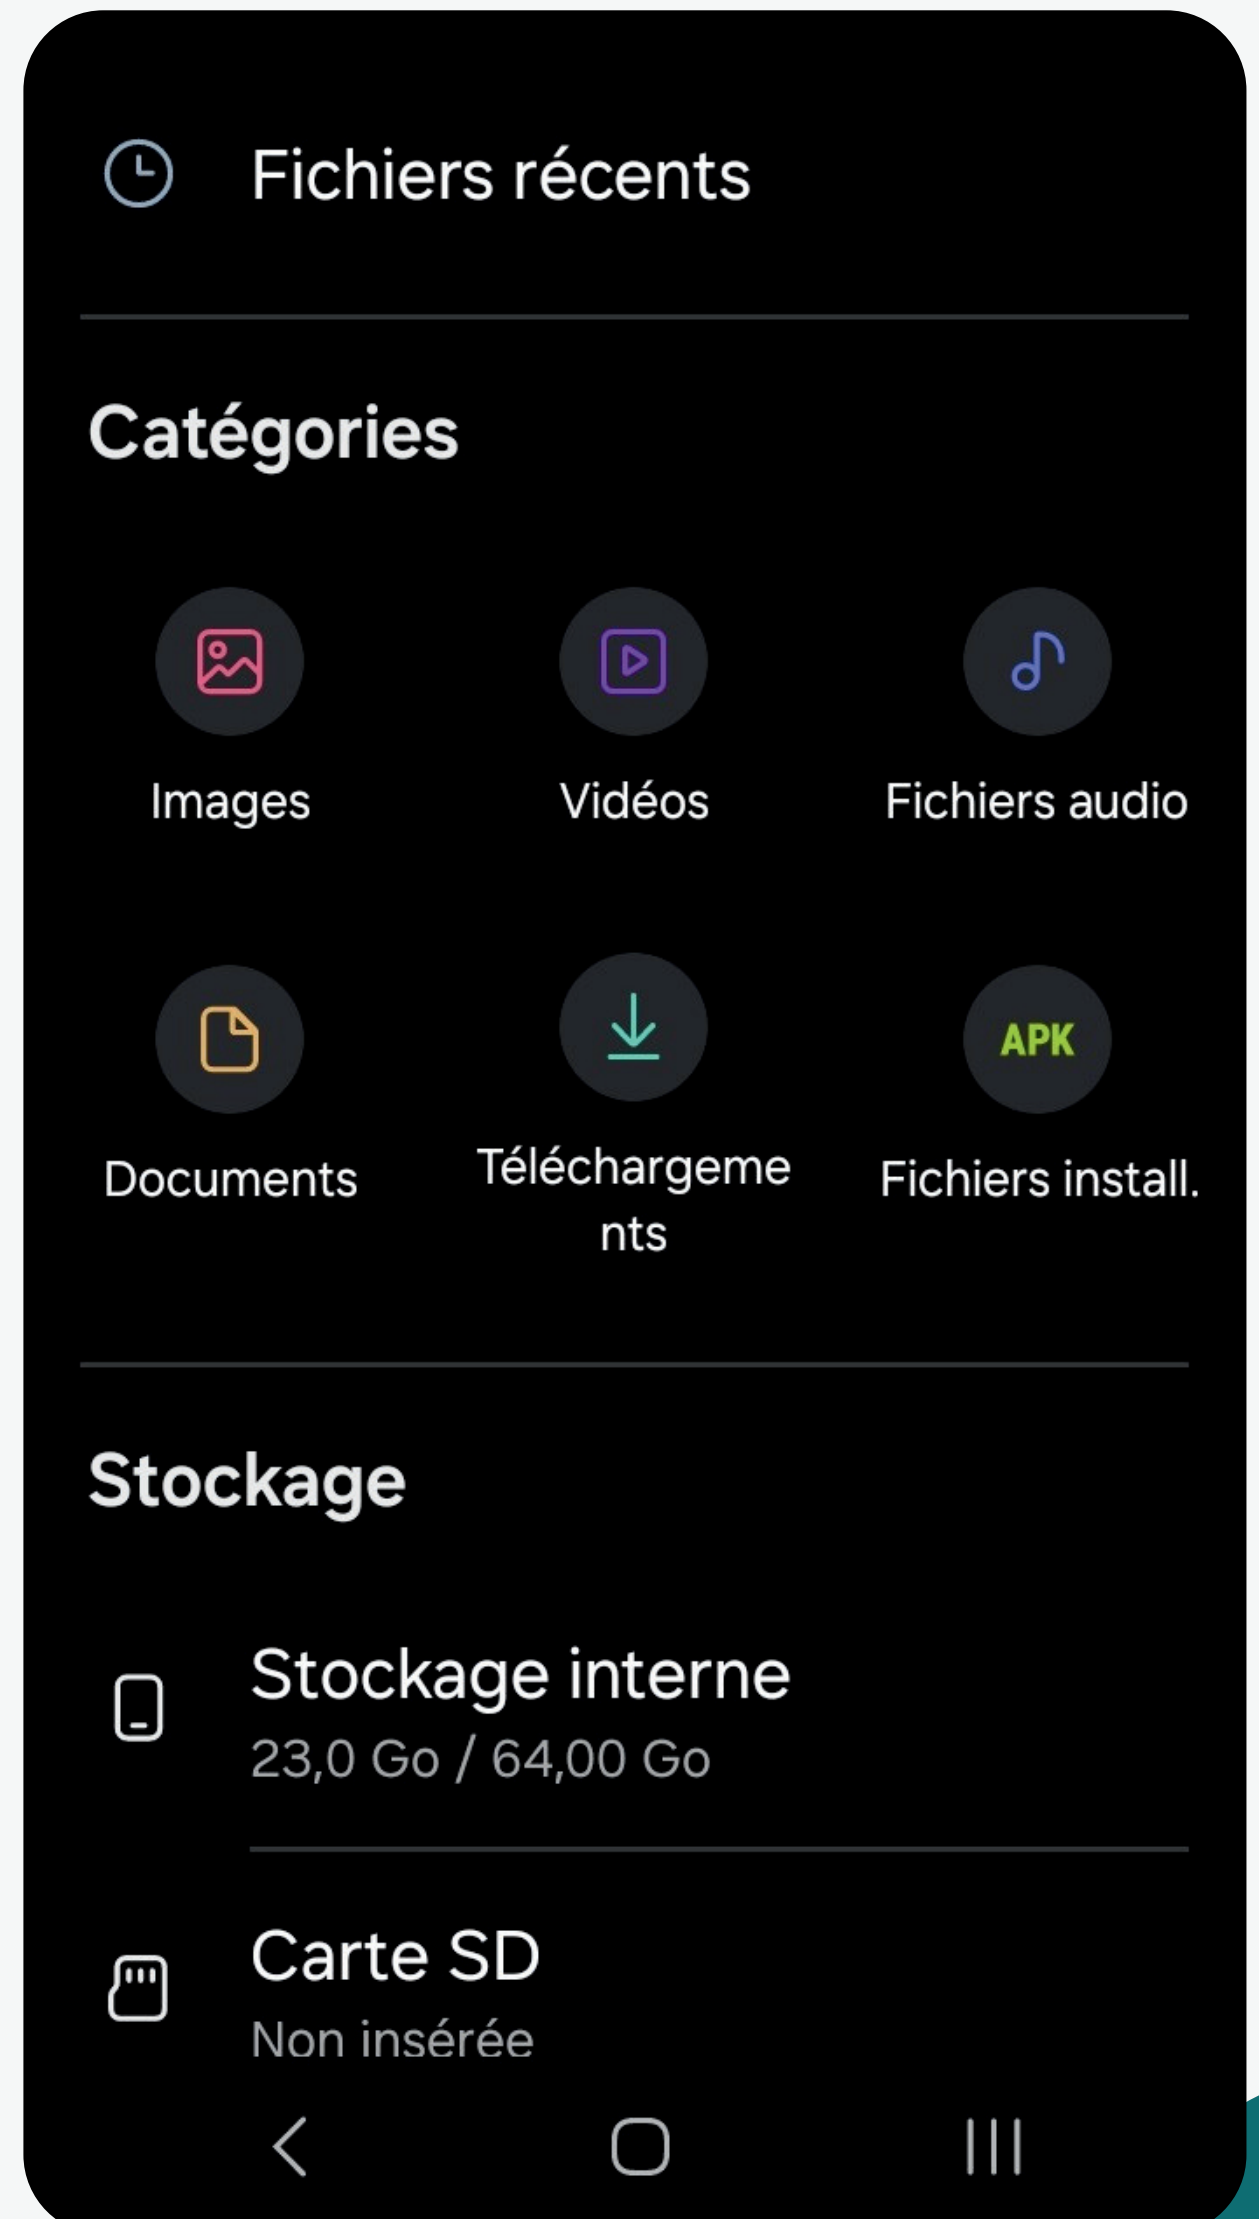 Fichiers récents
Catégories
Images
Vidéos
Fichiers audio
Documents
Téléchargeme
nts
APK
Fichiers install.
Stockage
Stockage interne
23,0 Go / 64,00 Go
Carte SD
Non insérée